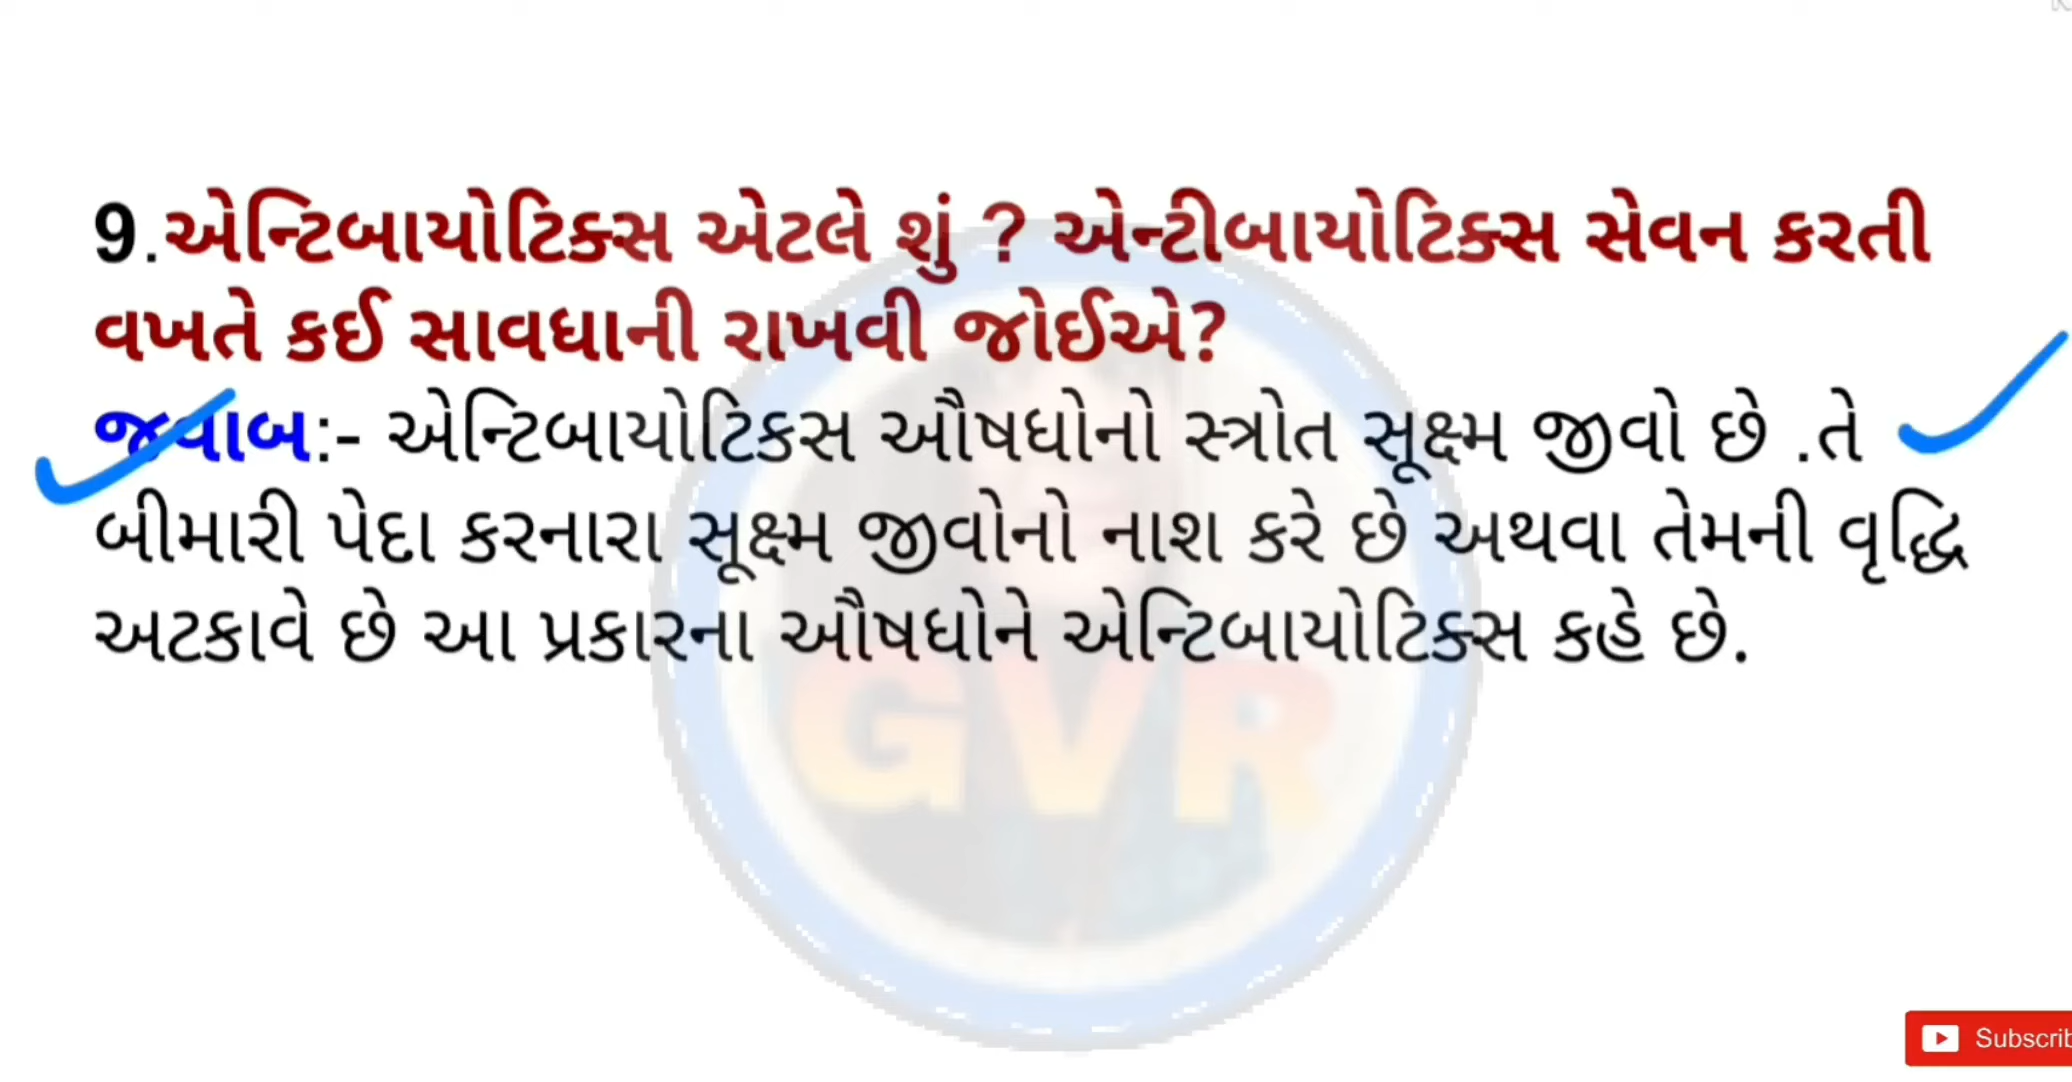 9.એન્ટિબાયોટિક્સ એટલે શું ? એન્ટીબાયોટિક્સ સેવન કરતી
વખતે કઈ સાવધાની રાખવી જોઈએ?
જવાબ:- એન્ટિબાયોટિકસ ઔષધોનો સ્ત્રોત સૂક્ષ્મ જીવો છે .તે
બીમારી પેદા કરનારા સૂક્ષ્મ જીવોનો નાશ કરે છે અથવા તેમની વૃદ્ધિ
અટકાવે છે આ પ્રકારના ઔષધોને એન્ટિબાયોટિક્સ કહે છે.
GVR
Subscrib